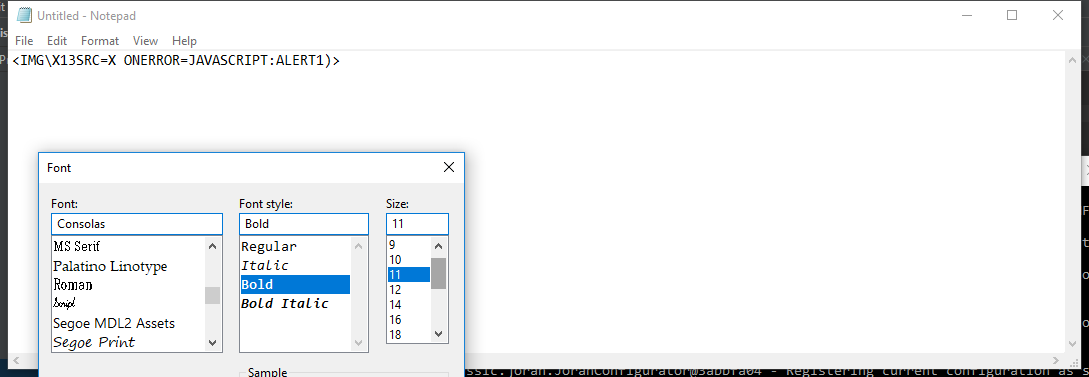 Untitled - Notepad
File Edit Format View Help
<IMG\X13SRC=X ONERROR=JAVASCRIPT:ALERT1)>
Font
Font: Font style: Size:
Consolas Bold 11
MS Serif Regular 9
Palatino Linotype Italic 10
Roman Bold 11
Script Bold Italic 12
Segoe MDL2 Assets 14
Segoe Print 16
18
Sample
ssic.joran.JoranConfigurator@3abbfa04 - Registering current configuration as s